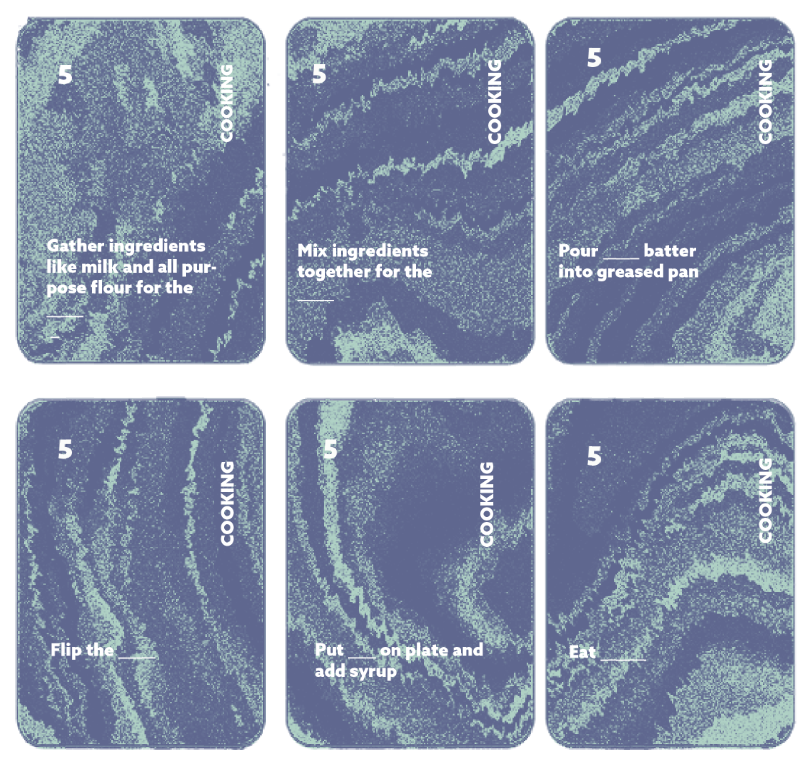 5
COOKING
Gather ingredients
like milk and all pur-
pose flour for the
____
5
COOKING
Mix ingredients
together for the
____
5
COOKING
Pour ____ batter
into greased pan
5
COOKING
Flip the ____
5
COOKING
Put ___ on plate and
add syrup
5
COOKING
Eat _____